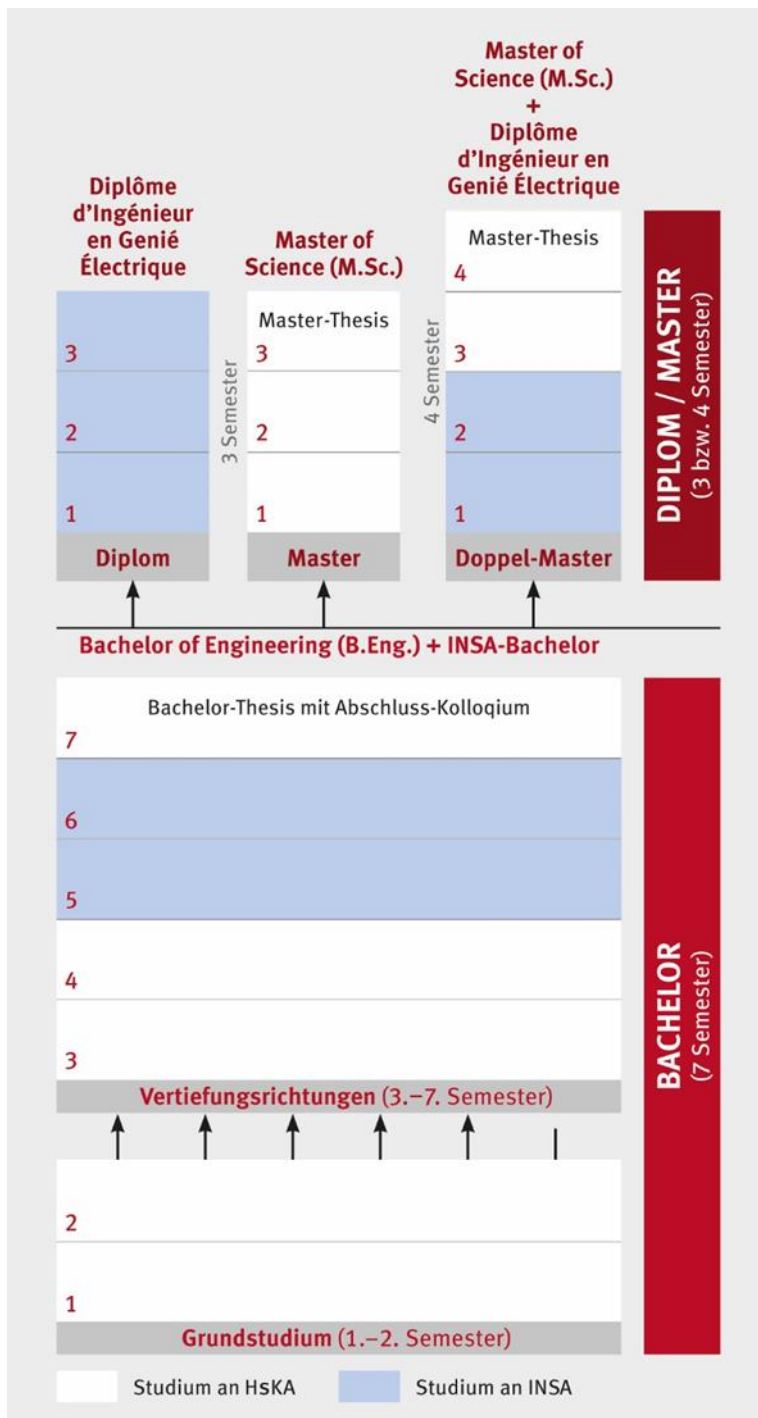 Master of
Science (M.Sc.)
+
Diplôme
d'Ingénieur en
Genié Électrique
Diplôme
d'Ingénieur
en Genié
Électrique
Master of
Science (M.Sc.)
3
2
1
Diplom
3 Semester
Master-Thesis
3
2
1
Master
4 Semester
Master-Thesis
4
3
2
1
Doppel-Master
DIPLOM / MASTER
(3 bzw. 4 Semester)
Bachelor of Engineering (B.Eng.) + INSA-Bachelor
Bachelor-Thesis mit Abschluss-Kolloqium
7
6
5
4
3
Vertiefungsrichtungen (3.–7. Semester)
2
1
Grundstudium (1.–2. Semester)
BACHELOR
(7 Semester)
Studium an HsKA
Studium an INSA